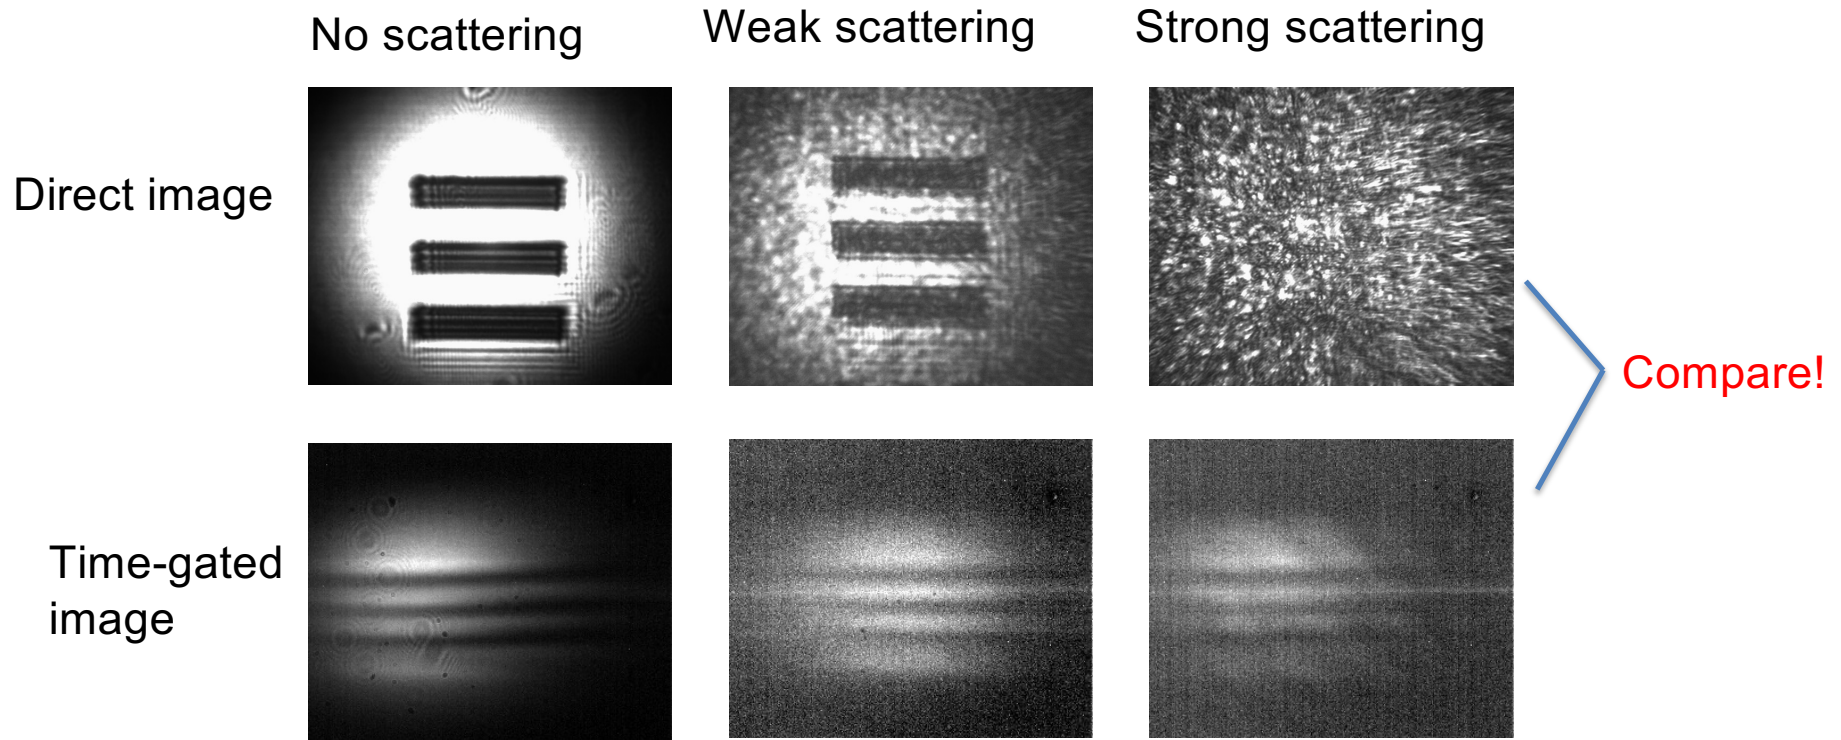 No scattering
Weak scattering
Strong scattering
Direct image
Compare!
Time-gated
image